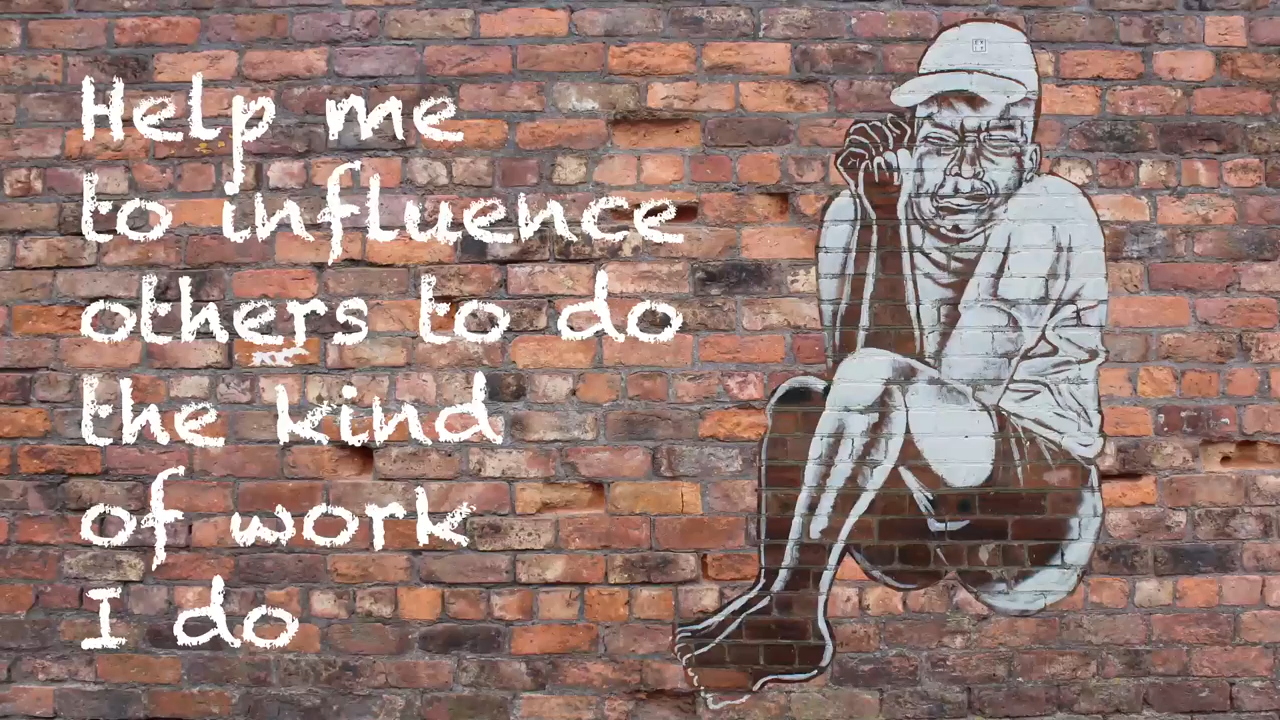 Help me
to influence
others to do
the kind
of work
I do